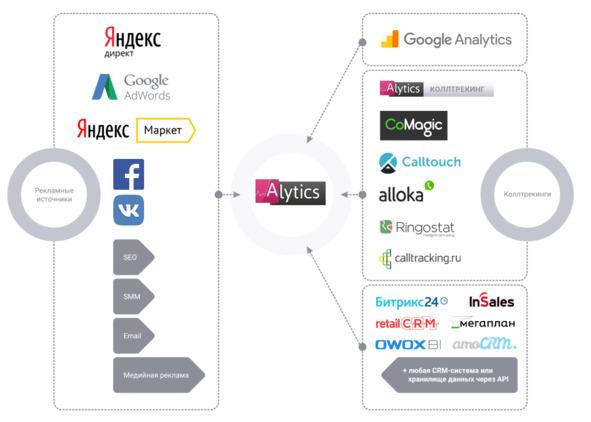 Яндекс
директ
Google
AdWords
Яндекс Маркет
Рекламные
источники
f
SEO
SMM
Email
Медийная реклама
Alytics
Google Analytics
Alytics КОЛЛТРЕКИНГ
CoMagic
Calltouch
alloka
Ringostat
calltracking.ru
Коллтрекинги
Битрикс24 InSales
retailCRM мегаплан
OWOX BI amoCRM.
+ любая CRM-система или
хранилище данных через API